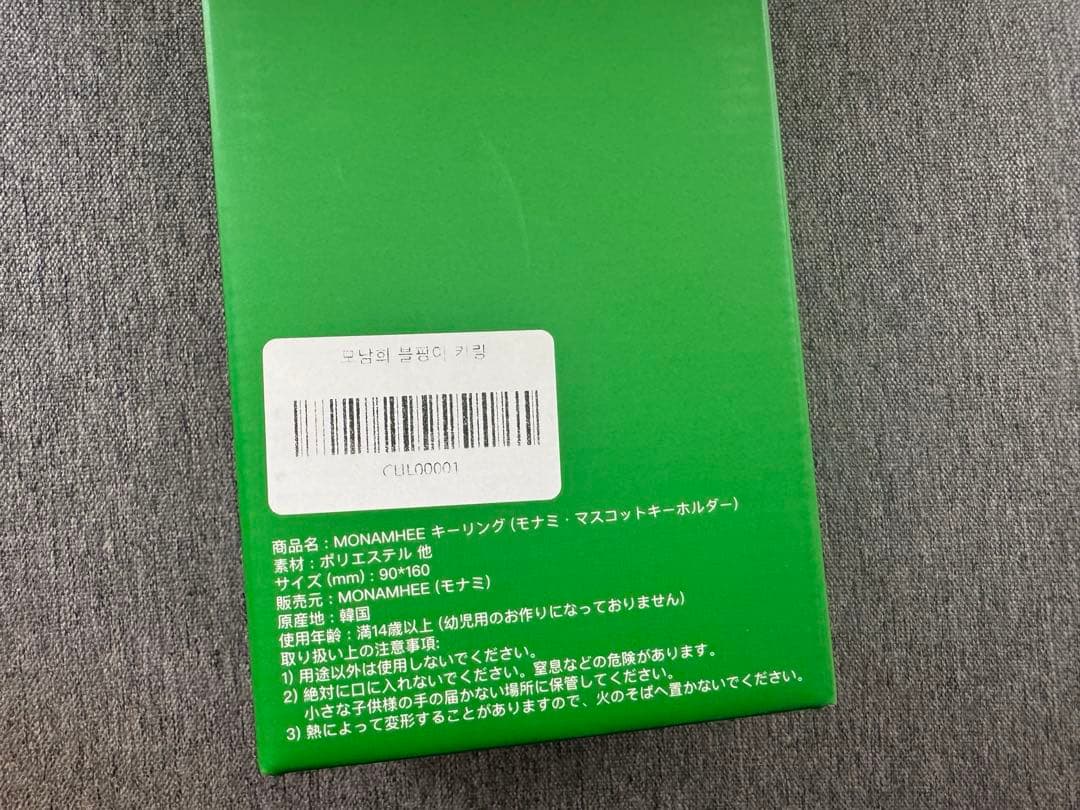 모남희 블핑이 키링
CLIL00001
商品名：MONAMHEE キーリング (モナミ・マスコットキーホルダー)
素材：ポリエステル 他
サイズ (mm)：90*160
販売元：MONAMHEE (モナミ)
原産地：韓国
使用年齢：満14歳以上 (幼児用のお作りになっておりません)
取り扱い上の注意事項:
1) 用途以外は使用しないでください。
2) 絶対に口に入れないでください。窒息などの危険があります。
小さな子供様の手の届かない場所に保管してください。
3) 熱によって変形することがありますので、火のそばへ置かないでください。